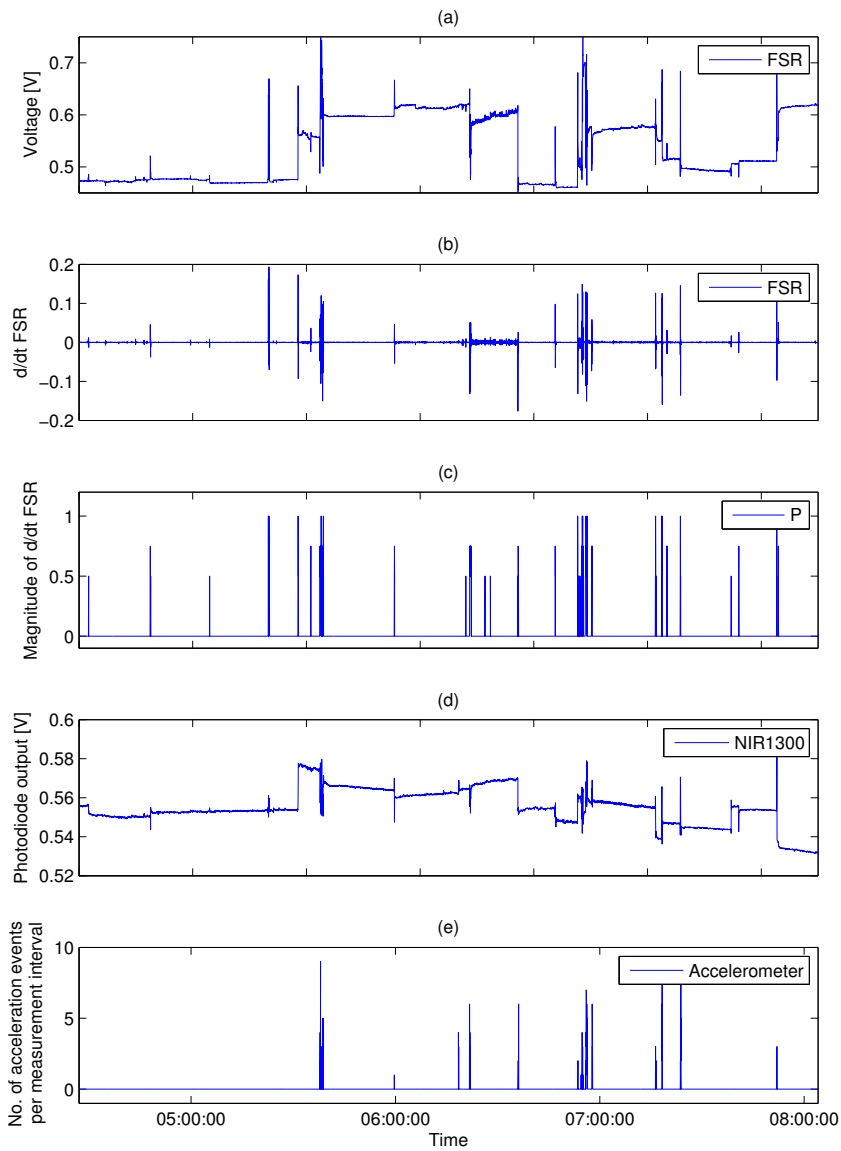 (a)
0.7
0.6
0.5
Voltage [V]
FSR
(b)
0.2
0.1
0
−0.1
−0.2
d/dt FSR
FSR
(c)
1
0.5
0
Magnitude of d/dt FSR
P
(d)
0.6
0.58
0.56
0.54
0.52
Photodiode output [V]
NIR1300
(e)
10
5
0
No. of acceleration events
per measurement interval
Accelerometer
05:00:00 06:00:00 07:00:00 08:00:00
Time